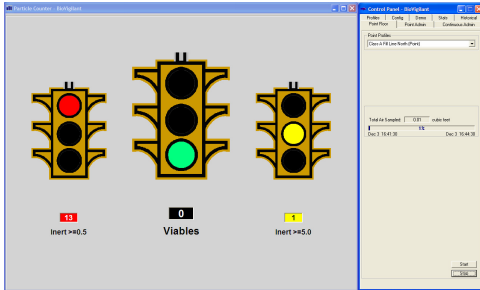 Particle Counter - BioVigilant
13
Inert >=0.5
0
Viables
1
Inert >=5.0
Control Panel - BioVigilant
Profiles Config Demo Stats Historical
Point Floor Point Admin Continuous Admin
Point Profiles
Class A Fill Line North (Point)
Total Air Sampled: 0.01 cubic feet
1%
Dec 3 16:41:30 Dec 3 16:44:30
Start
Stop